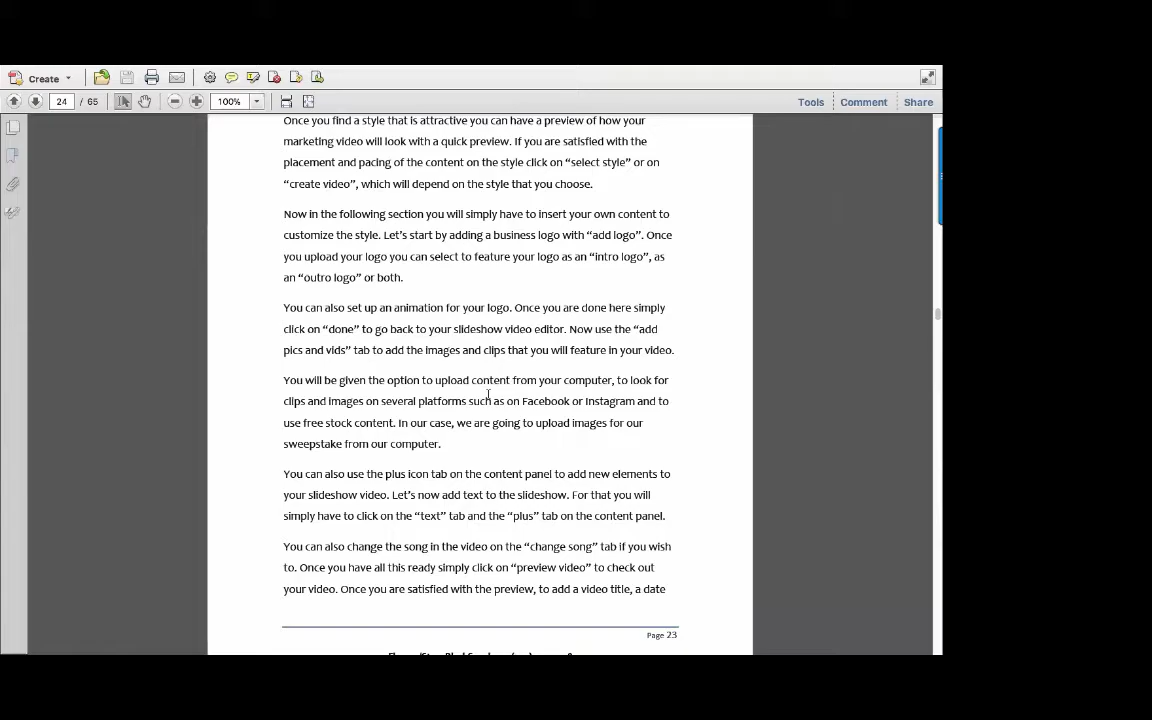 Create
24 / 65
100%
Tools
Comment
Share
Once you find a style that is attractive you can have a preview of how your
marketing video will look with a quick preview. If you are satisfied with the
placement and pacing of the content on the style click on “select style” or on
“create video”, which will depend on the style that you choose.
Now in the following section you will simply have to insert your own content to
customize the style. Let’s start by adding a business logo with “add logo”. Once
you upload your logo you can select to feature your logo as an “intro logo”, as
an “outro logo” or both.
You can also set up an animation for your logo. Once you are done here simply
click on “done” to go back to your slideshow video editor. Now use the “add
pics and vids” tab to add the images and clips that you will feature in your video.
You will be given the option to upload content from your computer, to look for
clips and images on several platforms such as on Facebook or Instagram and to
use free stock content. In our case, we are going to upload images for our
sweepstake from our computer.
You can also use the plus icon tab on the content panel to add new elements to
your slideshow video. Let’s now add text to the slideshow. For that you will
simply have to click on the “text” tab and the “plus” tab on the content panel.
You can also change the song in the video on the “change song” tab if you wish
to. Once you have all this ready simply click on “preview video” to check out
your video. Once you are satisfied with the preview, to add a video title, a date
Page 23